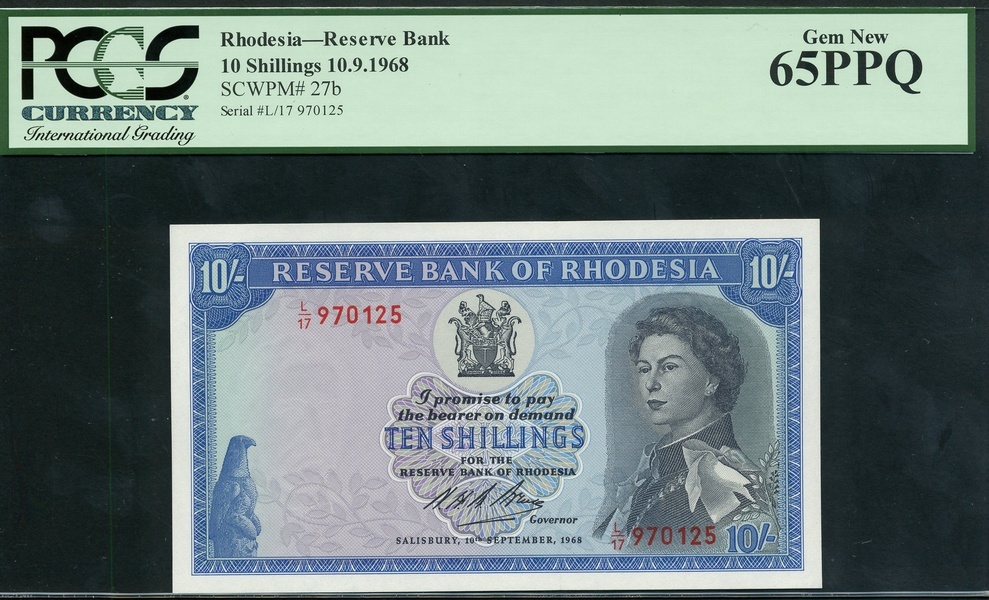 PCGS
CURRENCY
International Grading
Rhodesia—Reserve Bank
10 Shillings 10.9.1968
SCWPM# 27b
Serial #L/17 970125
Gem New
65PPQ
10/- RESERVE BANK OF RHODESIA 10/-
L/17 970125
I promise to pay
the bearer on demand
TEN SHILLINGS
FOR THE
RESERVE BANK OF RHODESIA
Governor
SALISBURY, 10th SEPTEMBER, 1968
L/17 970125 10/-